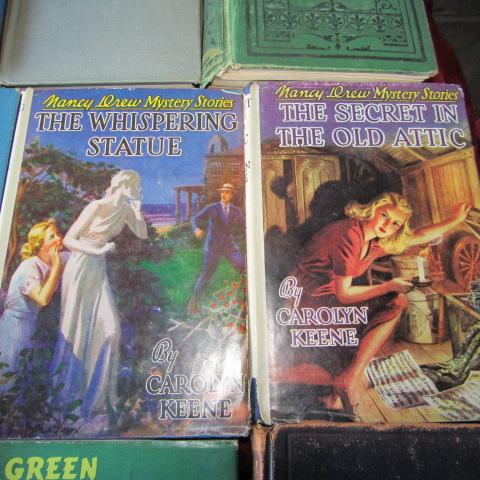 Nancy Drew Mystery Stories
THE WHISPERING
STATUE
By
CAROLYN
KEENE
Nancy Drew Mystery Stories
THE SECRET IN
THE OLD ATTIC
By
CAROLYN
KEENE
GREEN